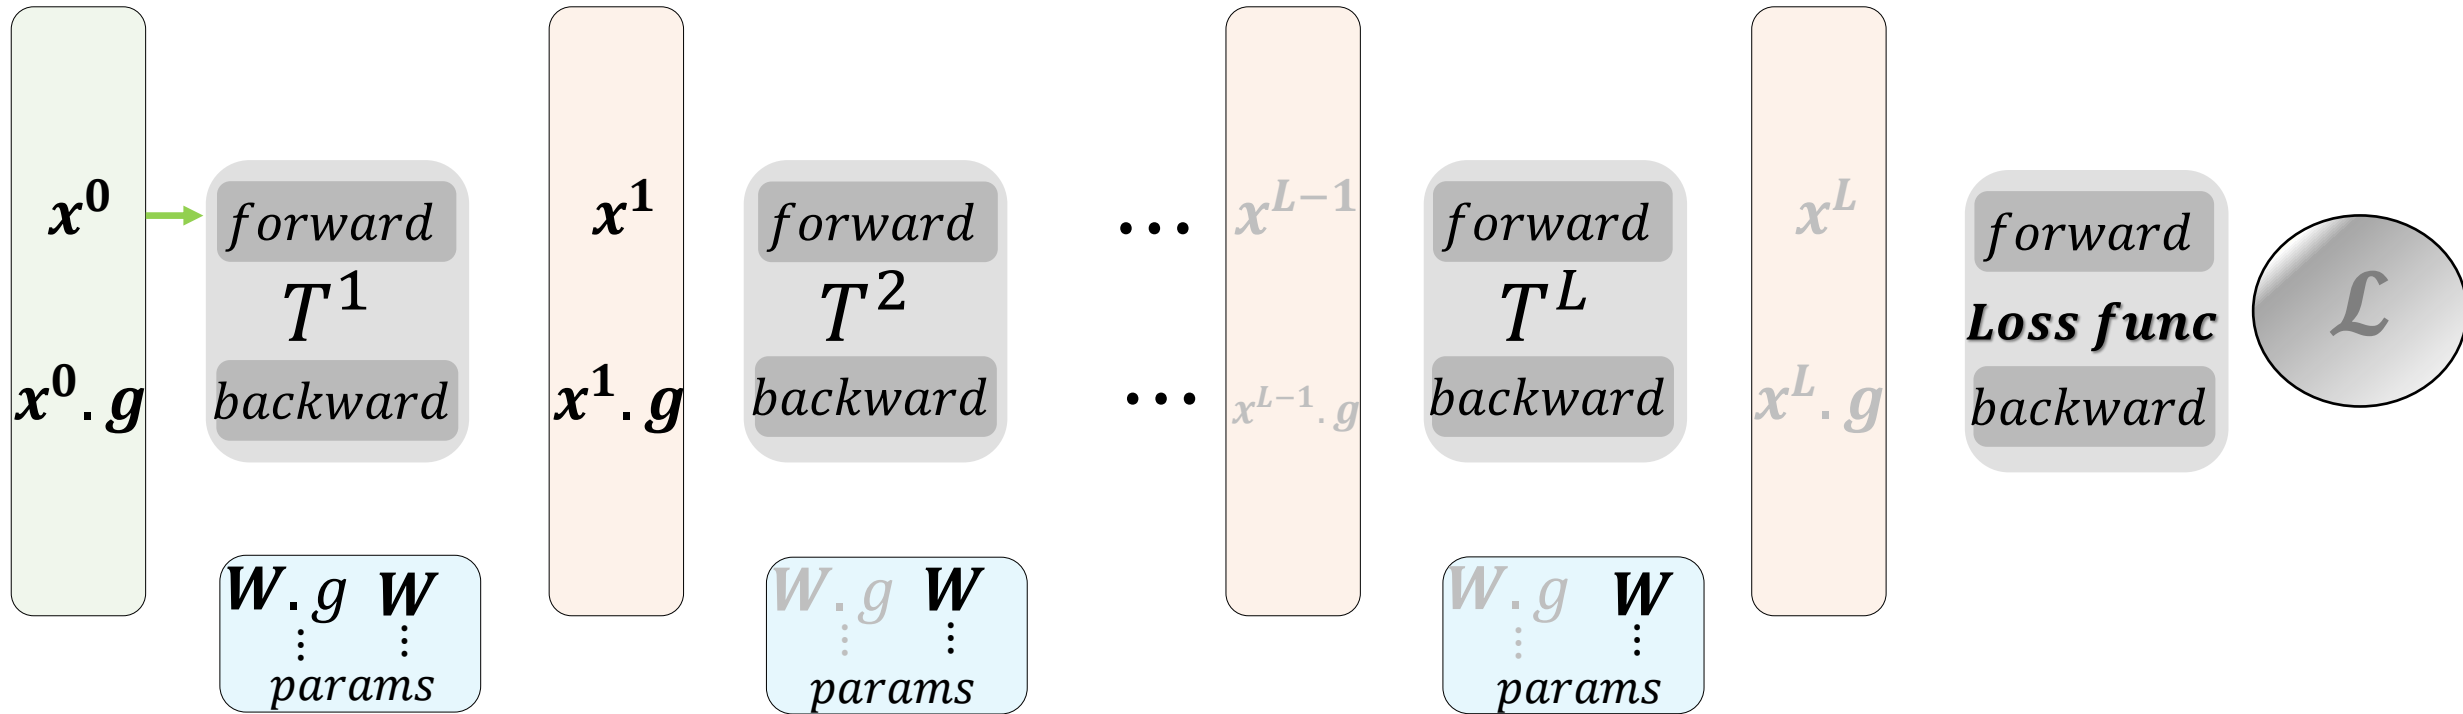 x^0
x^0.g
forward
T^1
backward
W.g W
⋮ ⋮
params
x^1
x^1.g
forward
T^2
backward
W.g W
⋮ ⋮
params
...
...
x^{L-1}
x^{L-1}.g
forward
T^L
backward
W.g W
⋮ ⋮
params
x^L
x^L.g
forward
Loss func
backward
ℒ